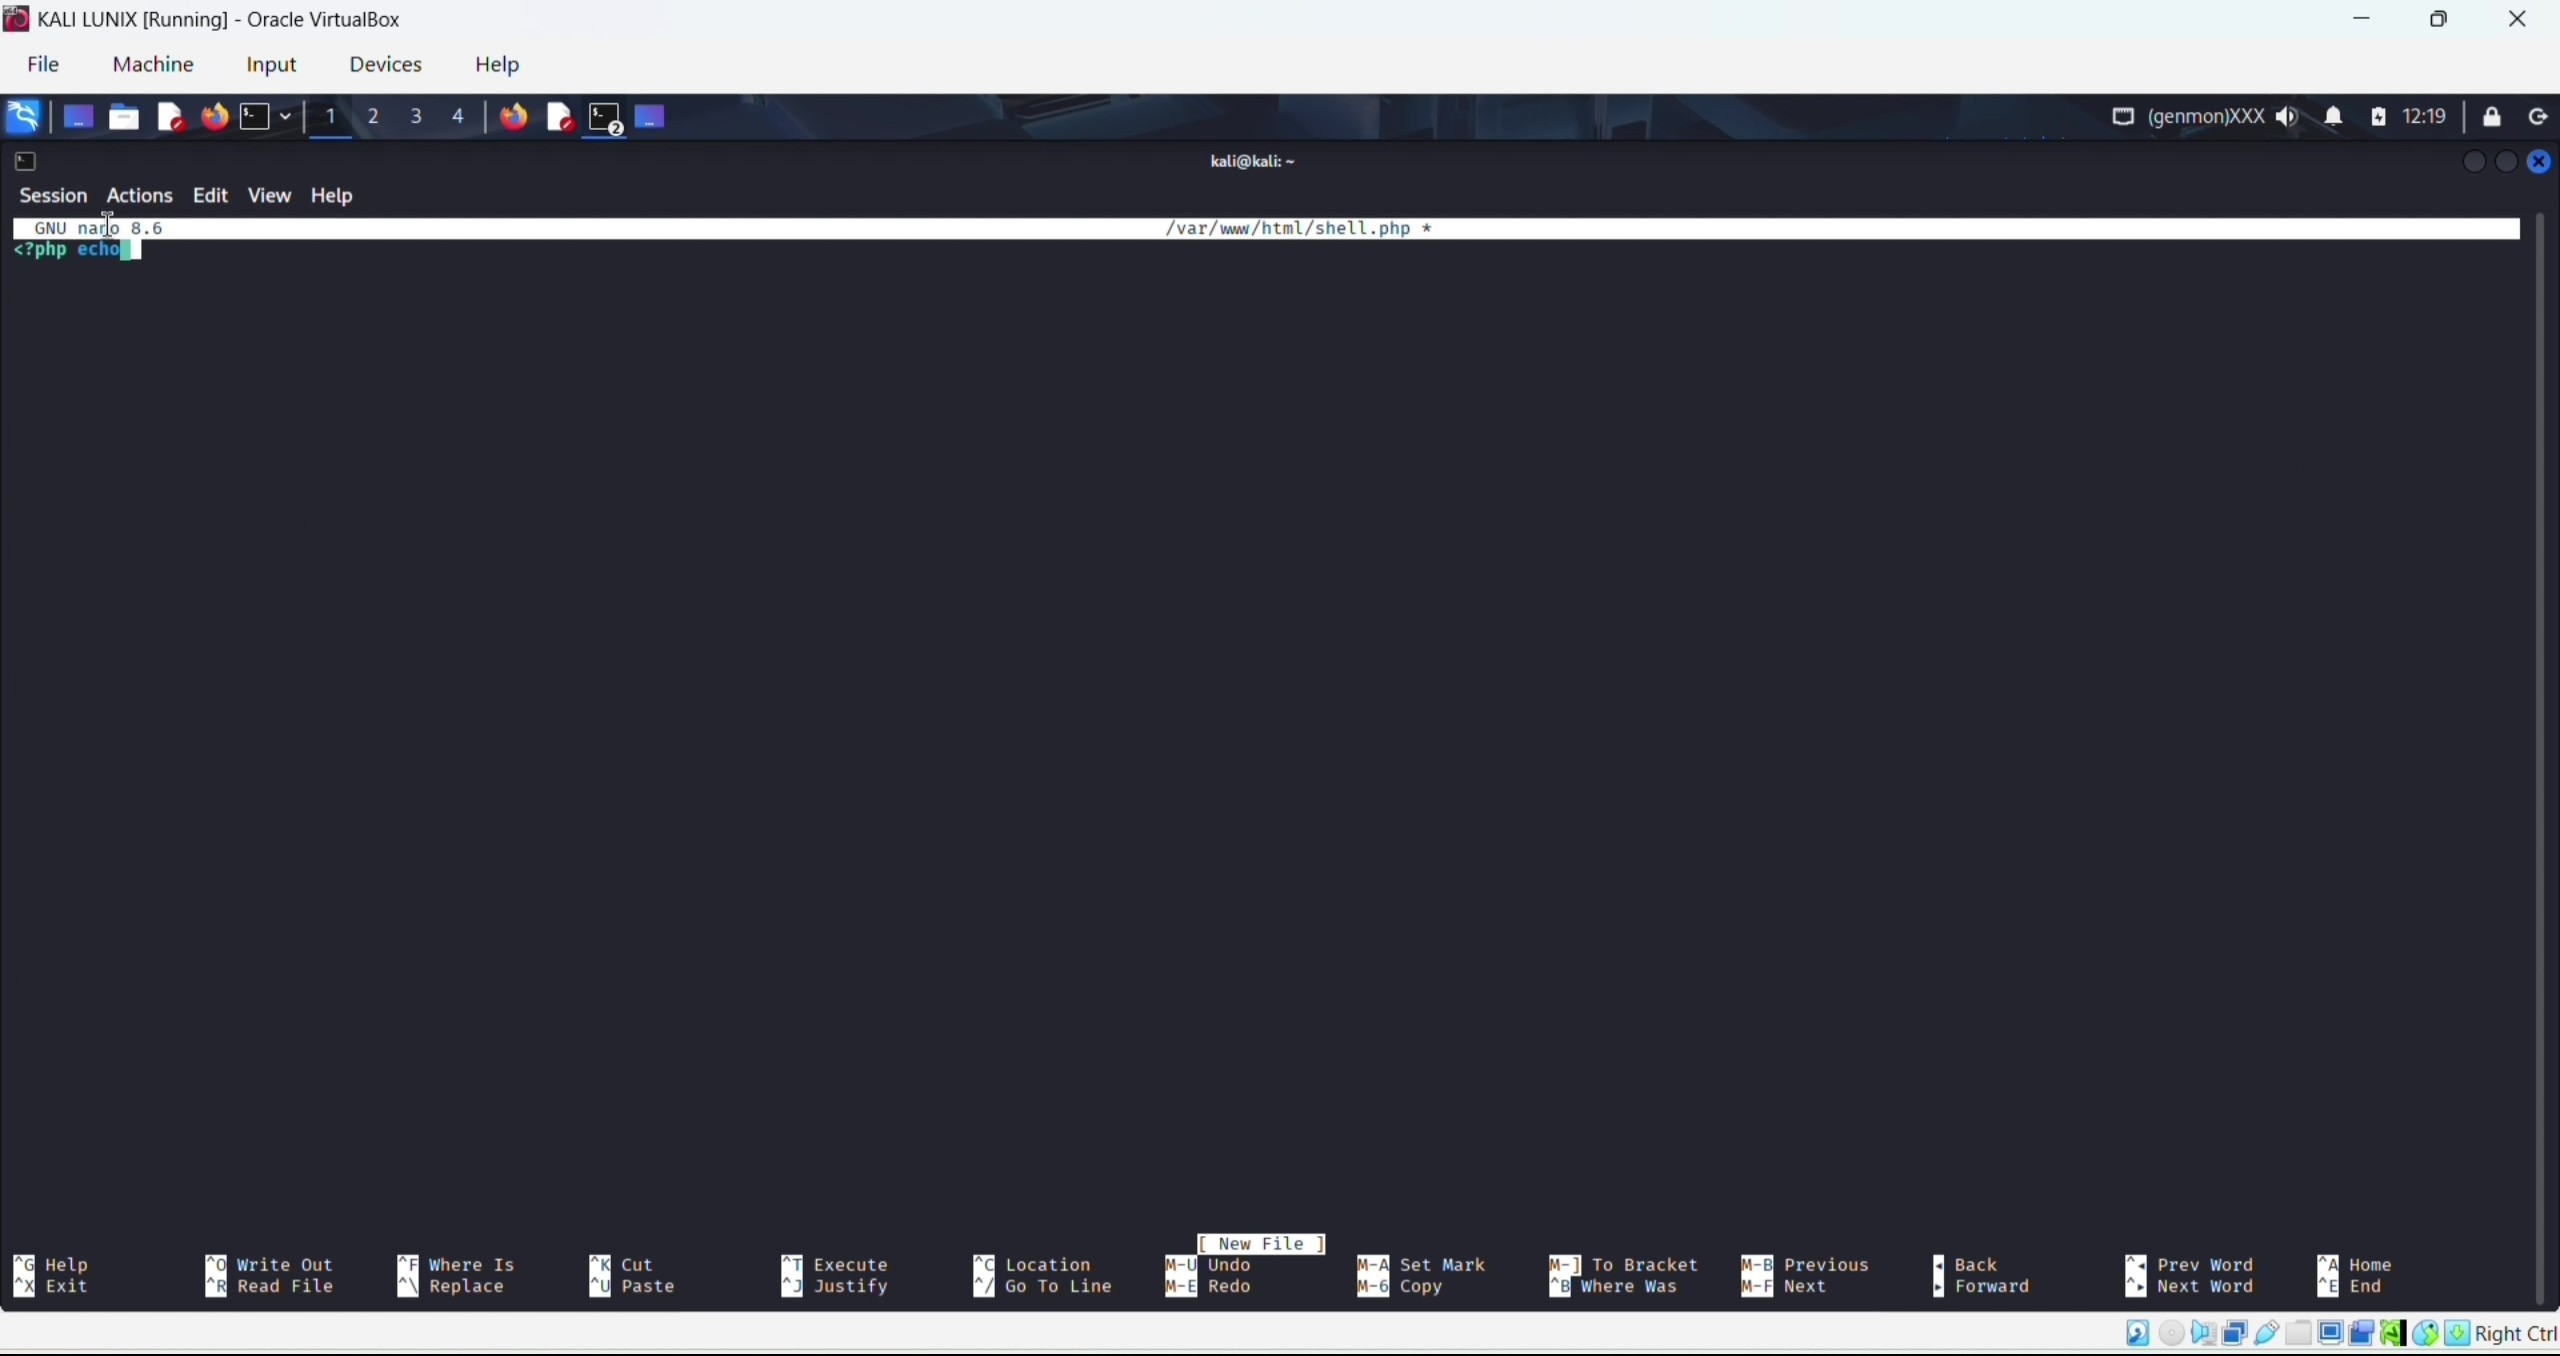 KALI LUNIX [Running] - Oracle VirtualBox
File Machine Input Devices Help
1 2 3 4 2 (genmon)XXX 12:19
kali@kali: ~
Session Actions Edit View Help
GNU nano 8.6 /var/www/html/shell.php *
<?php echo
[ New File ]
^G Help ^O Write Out ^F Where Is ^K Cut ^T Execute ^C Location M-U Undo M-A Set Mark M-] To Bracket M-B Previous ◂ Back ^◂ Prev Word ^A Home
^X Exit ^R Read File ^\ Replace ^U Paste ^J Justify ^/ Go To Line M-E Redo M-6 Copy ^B Where Was M-F Next ▸ Forward ^▸ Next Word ^E End
Right Ctrl